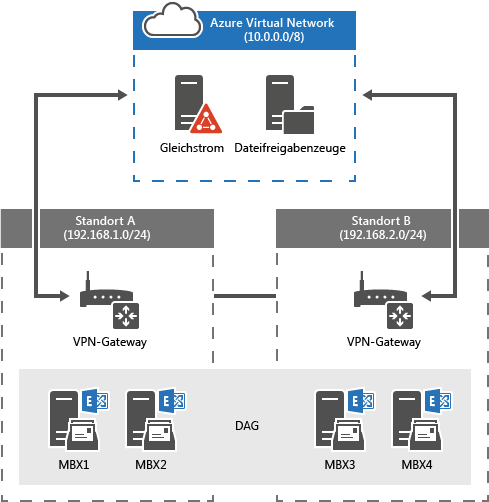 Azure Virtual Network
(10.0.0.0/8)
Gleichstrom
Dateifreigabenzeuge
Standort A
(192.168.1.0/24)
Standort B
(192.168.2.0/24)
VPN-Gateway
VPN-Gateway
DAG
E
E
E
E
MBX1
MBX2
MBX3
MBX4